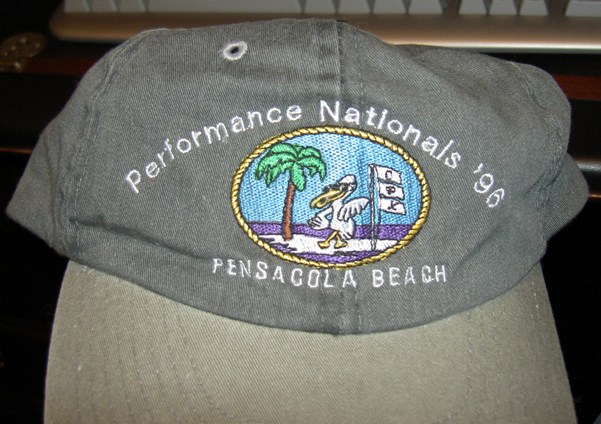 Performance Nationals '96
PENSACOLA BEACH